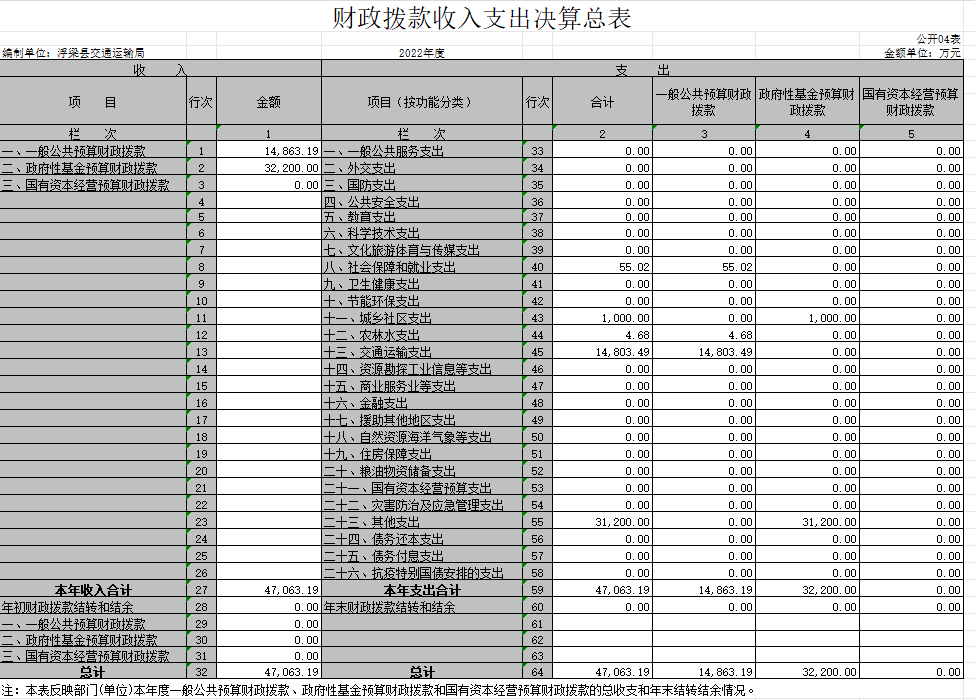 财政拨款收入支出决算总表
公开04表
编制单位：浮梁县交通运输局 2022年度 金额单位：万元
收 入 支 出
项 目 行次 金额 项目（按功能分类） 行次 合计 一般公共预算财政拨款 政府性基金预算财政拨款 国有资本经营预算财政拨款
栏 次 1 栏 次 2 3 4 5
一、一般公共预算财政拨款 1 14,863.19 一、一般公共服务支出 33 0.00 0.00 0.00 0.00
二、政府性基金预算财政拨款 2 32,200.00 二、外交支出 34 0.00 0.00 0.00 0.00
三、国有资本经营预算财政拨款 3 0.00 三、国防支出 35 0.00 0.00 0.00 0.00
4 四、公共安全支出 36 0.00 0.00 0.00 0.00
5 五、教育支出 37 0.00 0.00 0.00 0.00
6 六、科学技术支出 38 0.00 0.00 0.00 0.00
7 七、文化旅游体育与传媒支出 39 0.00 0.00 0.00 0.00
8 八、社会保障和就业支出 40 55.02 55.02 0.00 0.00
9 九、卫生健康支出 41 0.00 0.00 0.00 0.00
10 十、节能环保支出 42 0.00 0.00 0.00 0.00
11 十一、城乡社区支出 43 1,000.00 0.00 1,000.00 0.00
12 十二、农林水支出 44 4.68 4.68 0.00 0.00
13 十三、交通运输支出 45 14,803.49 14,803.49 0.00 0.00
14 十四、资源勘探工业信息等支出 46 0.00 0.00 0.00 0.00
15 十五、商业服务业等支出 47 0.00 0.00 0.00 0.00
16 十六、金融支出 48 0.00 0.00 0.00 0.00
17 十七、援助其他地区支出 49 0.00 0.00 0.00 0.00
18 十八、自然资源海洋气象等支出 50 0.00 0.00 0.00 0.00
19 十九、住房保障支出 51 0.00 0.00 0.00 0.00
20 二十、粮油物资储备支出 52 0.00 0.00 0.00 0.00
21 二十一、国有资本经营预算支出 53 0.00 0.00 0.00 0.00
22 二十二、灾害防治及应急管理支出 54 0.00 0.00 0.00 0.00
23 二十三、其他支出 55 31,200.00 0.00 31,200.00 0.00
24 二十四、债务还本支出 56 0.00 0.00 0.00 0.00
25 二十五、债务付息支出 57 0.00 0.00 0.00 0.00
26 二十六、抗疫特别国债安排的支出 58 0.00 0.00 0.00 0.00
本年收入合计 27 47,063.19 本年支出合计 59 47,063.19 14,863.19 32,200.00 0.00
年初财政拨款结转和结余 28 0.00 年末财政拨款结转和结余 60 0.00 0.00 0.00 0.00
一、一般公共预算财政拨款 29 0.00 61
二、政府性基金预算财政拨款 30 0.00 62
三、国有资本经营预算财政拨款 31 0.00 63
总计 32 47,063.19 总计 64 47,063.19 14,863.19 32,200.00 0.00
注：本表反映部门(单位)本年度一般公共预算财政拨款、政府性基金预算财政拨款和国有资本经营预算财政拨款的总收支和年末结转结余情况。